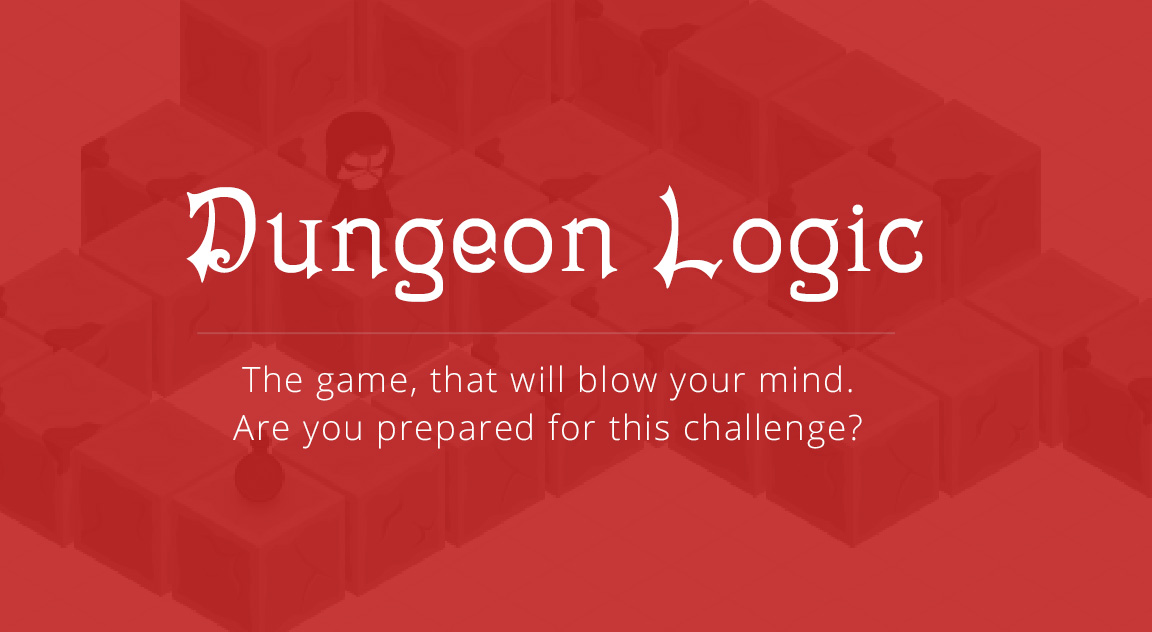 Dungeon Logic
The game, that will blow your mind.
Are you prepared for this challenge?